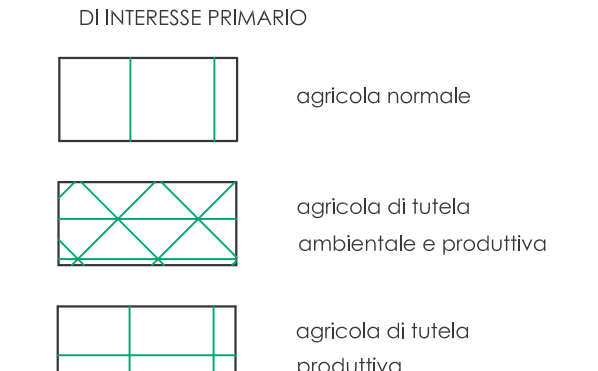 DI INTERESSE PRIMARIO
agricola normale
agricola di tutela
ambientale e produttiva
agricola di tutela
produttiva